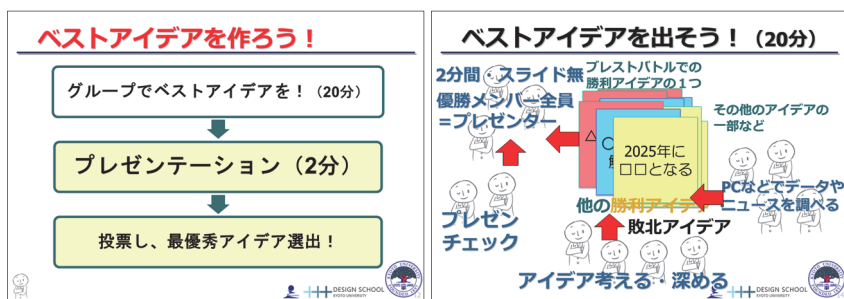 ベストアイデアを作ろう！
グループでベストアイデアを！（20分）
プレゼンテーション（2分）
投票し、最優秀アイデア選出！
DESIGN SCHOOL
KYOTO UNIVERSITY
ベストアイデアを出そう！（20分）
2分間・スライド無
優勝メンバー全員
＝プレゼンター
ブレストバトルでの
勝利アイデアの１つ
その他のアイデアの
一部など
△
〇
2025年に
□□となる
PCなどでデータや
ニュースを調べる
他の勝利アイデア
敗北アイデア
プレゼン
チェック
アイデア考える・深める
DESIGN SCHOOL
KYOTO UNIVERSITY